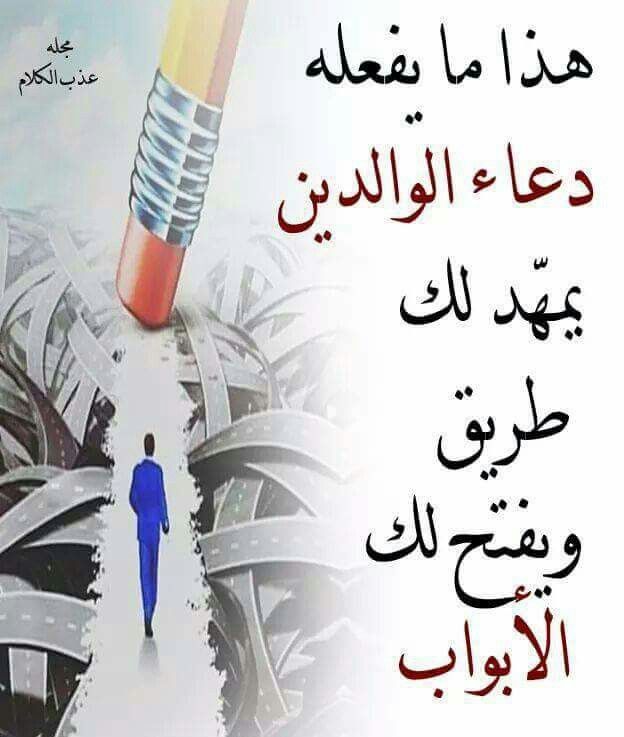 مجله
عذب الكلام
هذا ما يفعله
دعاء الوالدين
يمهّد لك
طريق
ويفتح لك
الأبواب